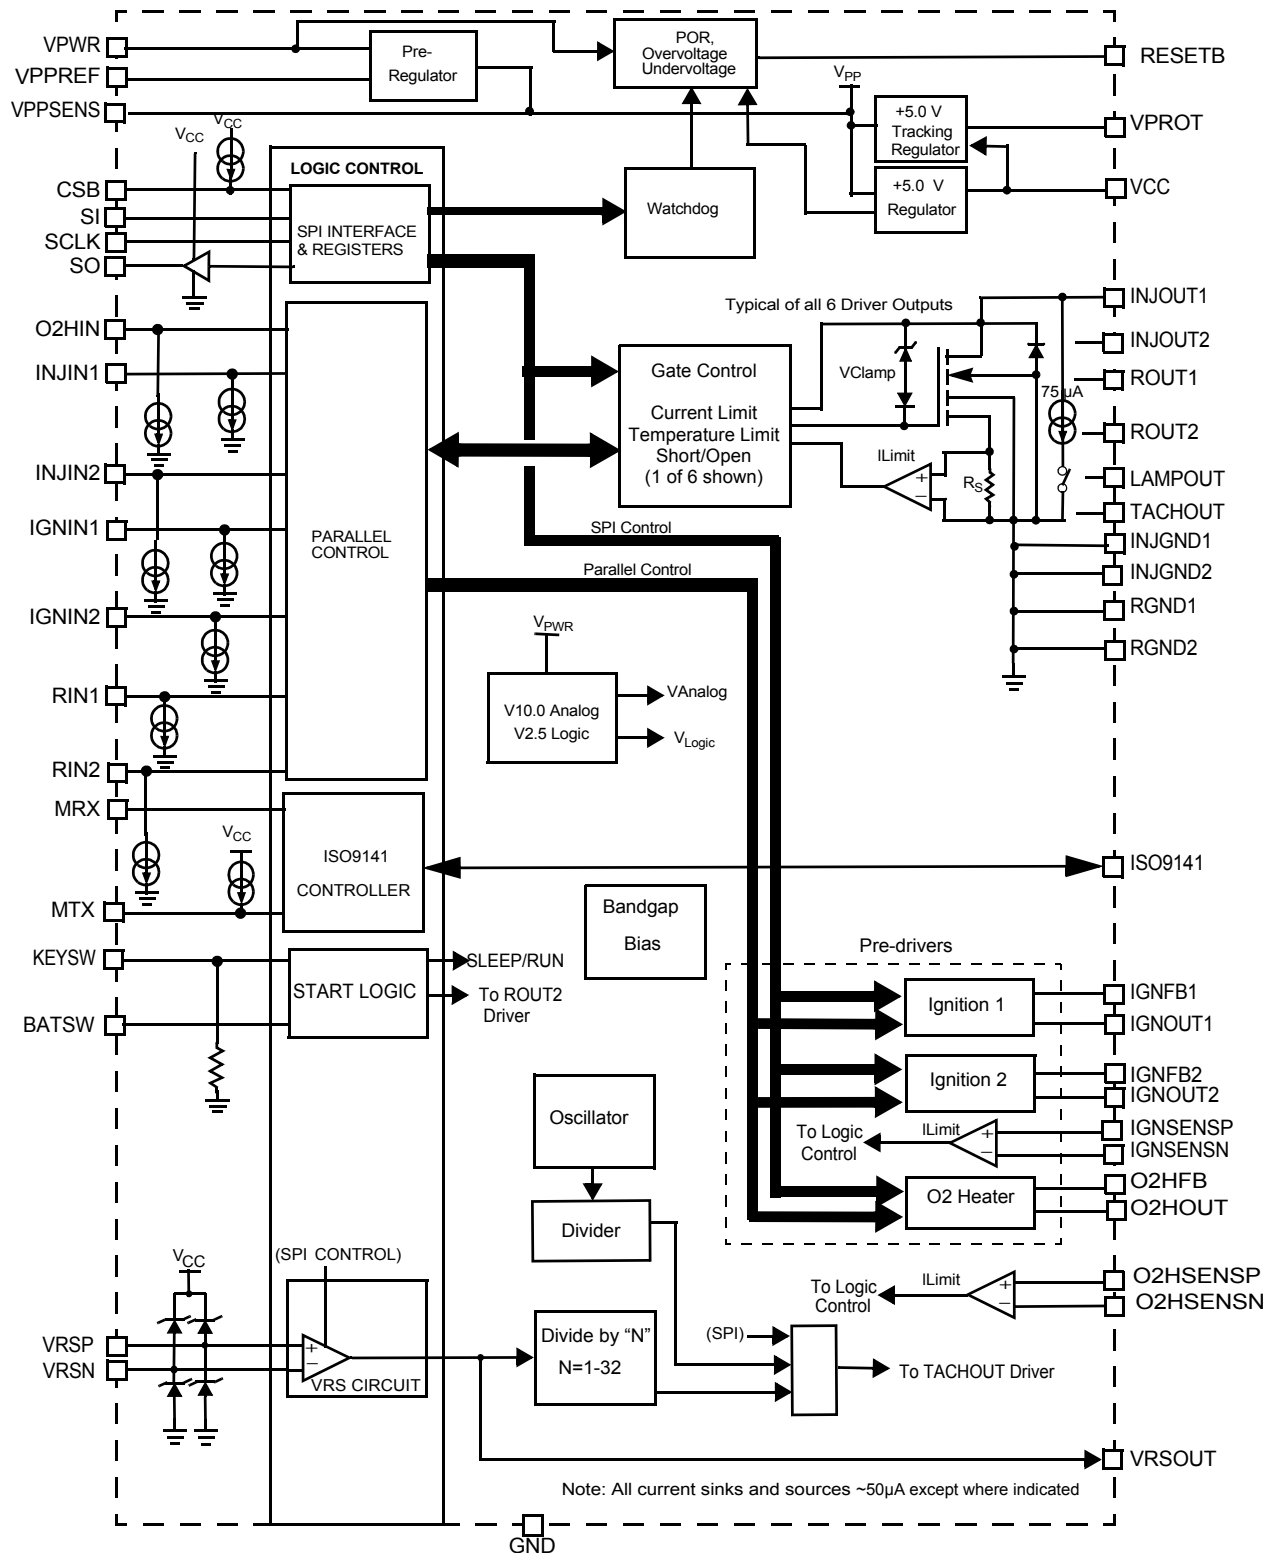 VPWR
VPPREF
VPPSENS
Pre-
Regulator
POR,
Overvoltage
Undervoltage
RESETB
VPP
+5.0 V
Tracking
Regulator
VPROT
+5.0 V
Regulator
VCC
VCC
VCC
LOGIC CONTROL
CSB
SI
SCLK
SO
SPI INTERFACE
& REGISTERS
Watchdog
O2HIN
INJIN1
INJIN2
IGNIN1
IGNIN2
RIN1
RIN2
PARALLEL
CONTROL
Typical of all 6 Driver Outputs
Gate Control
Current Limit
Temperature Limit
Short/Open
(1 of 6 shown)
VClamp
75 µA
ILimit
+
−
RS
INJOUT1
INJOUT2
ROUT1
ROUT2
LAMPOUT
TACHOUT
INJGND1
INJGND2
RGND1
RGND2
SPI Control
Parallel Control
VPWR
V10.0 Analog
V2.5 Logic
VAnalog
VLogic
MRX
MTX
VCC
ISO9141
CONTROLLER
ISO9141
Bandgap
Bias
KEYSW
BATSW
START LOGIC
SLEEP/RUN
To ROUT2
Driver
Pre-drivers
Ignition 1
IGNFB1
IGNOUT1
Ignition 2
IGNFB2
IGNOUT2
To Logic
Control
ILimit
+
−
IGNSENSP
IGNSENSN
O2 Heater
O2HFB
O2HOUT
Oscillator
Divider
To Logic
Control
ILimit
+
−
O2HSENSP
O2HSENSN
VCC
(SPI CONTROL)
VRSP
VRSN
+
−
VRS CIRCUIT
Divide by “N”
N=1-32
(SPI)
To TACHOUT Driver
VRSOUT
Note: All current sinks and sources ~50µA except where indicated
GND